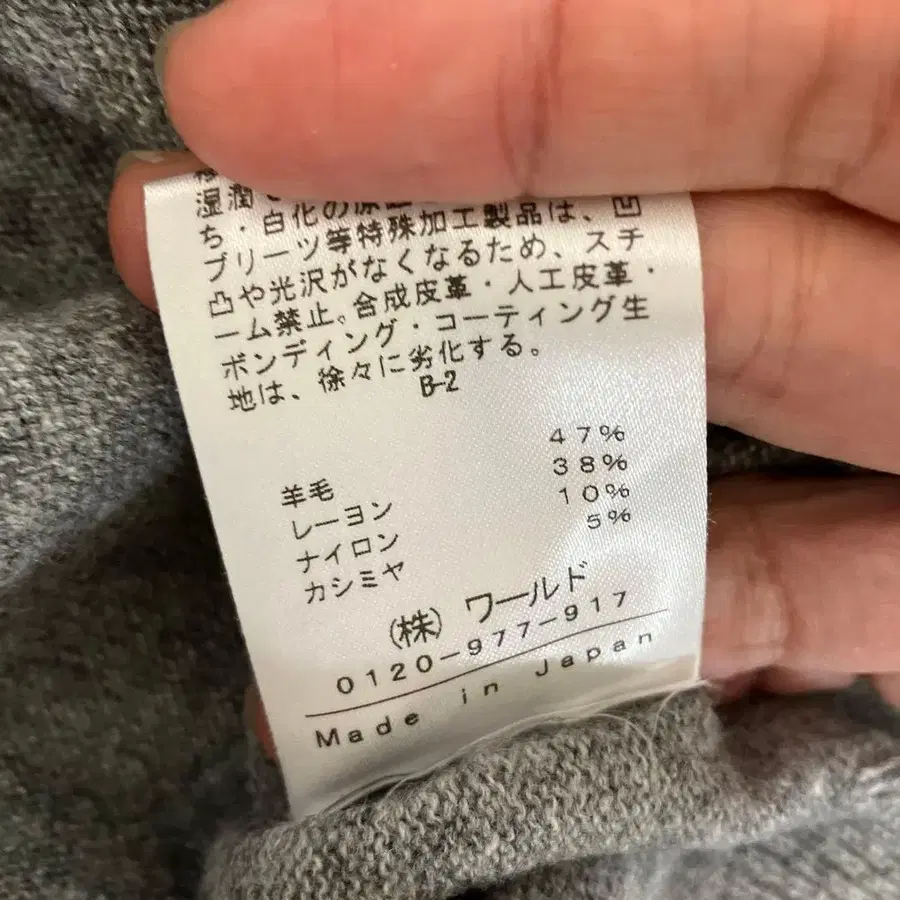 湿潤
ち・白化の原
プリーツ等特殊加工製品は、凹
凸や光沢がなくなるため、スチ
ーム禁止。合成皮革・人工皮革・
ボンディング・コーティング生
地は、徐々に劣化する。
B-2
羊毛 47%
レーヨン 38%
ナイロン 10%
カシミヤ 5%
(株) ワールド
0120-977-917
Made in Japan